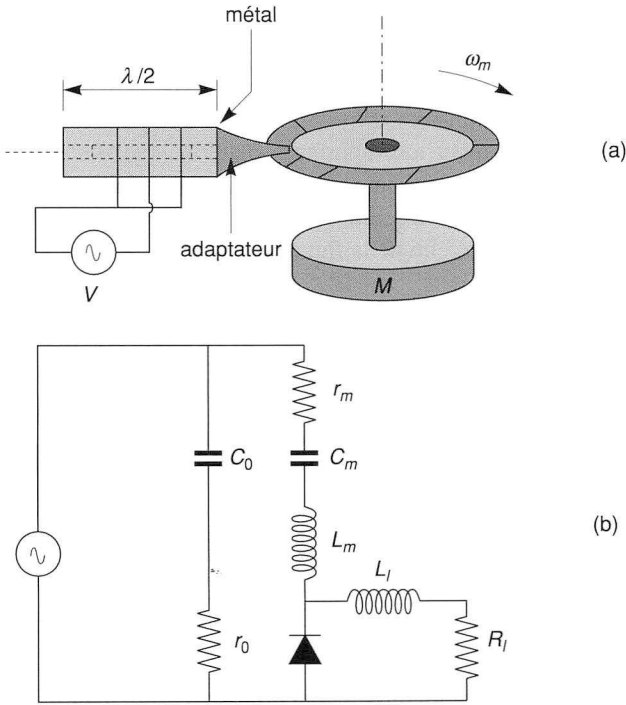 métal
λ/2
ω_m
(a)
adaptateur
V
M
r_m
C_0
C_m
(b)
L_m
L_l
r_0
R_l